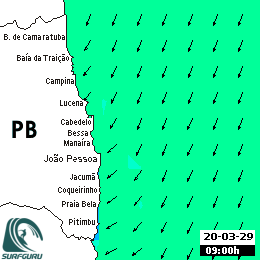 B. de Camaratuba
Baía da Traição
Campina
Lucena
PB
Cabedelo
Bessa
Manaíra
João Pessoa
Jacumã
Coqueirinho
Praia Bela
Pitimbu
SURFGURU
20-03-29
09:00h